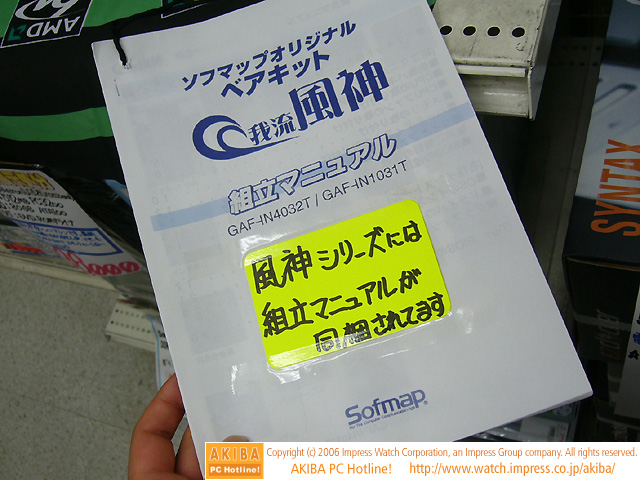 AMD
ソフマップオリジナル
ベアキット
我流 風神
組立マニュアル
GAF-IN4032T / GAF-IN1031T
風神シリーズには
組立マニュアルが
同梱されてます
Sofmap
SYNTAX
AKIBA
PC Hotline!
Copyright (c) 2006 Impress Watch Corporation, an Impress Group company. All rights reserved.
AKIBA PC Hotline! http://www.watch.impress.co.jp/akiba/